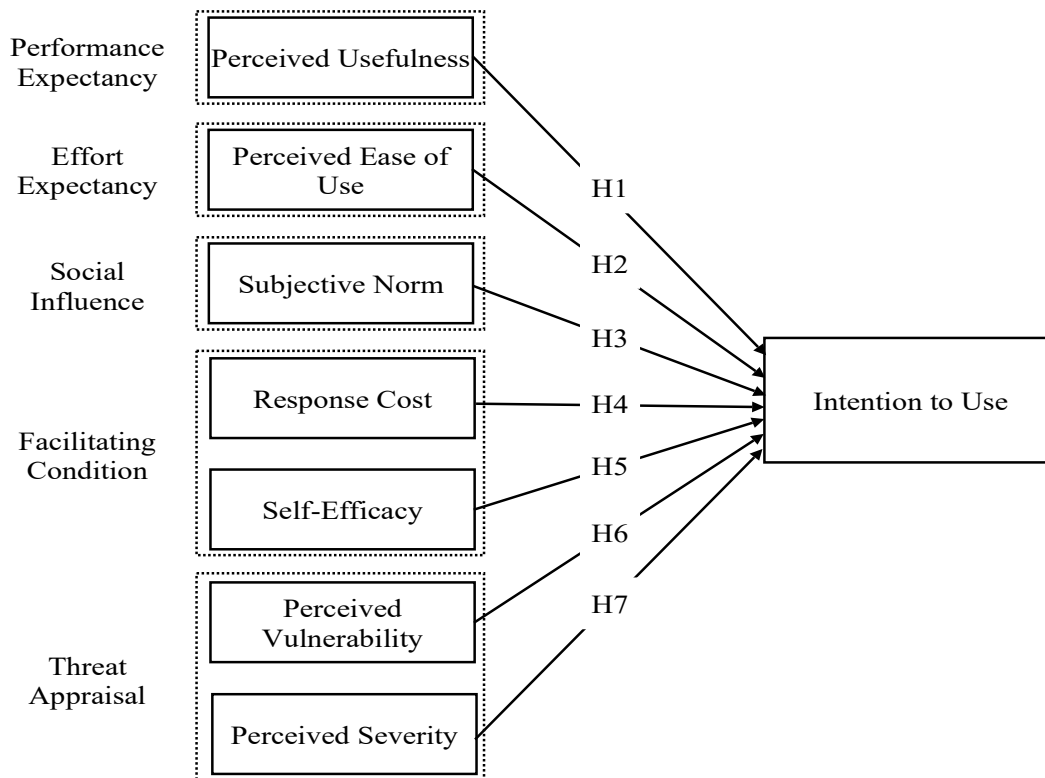 Performance
Expectancy
Perceived Usefulness
Effort
Expectancy
Perceived Ease of
Use
Social
Influence
Subjective Norm
Facilitating
Condition
Response Cost
Self-Efficacy
Threat
Appraisal
Perceived
Vulnerability
Perceived Severity
H1
H2
H3
H4
H5
H6
H7
Intention to Use